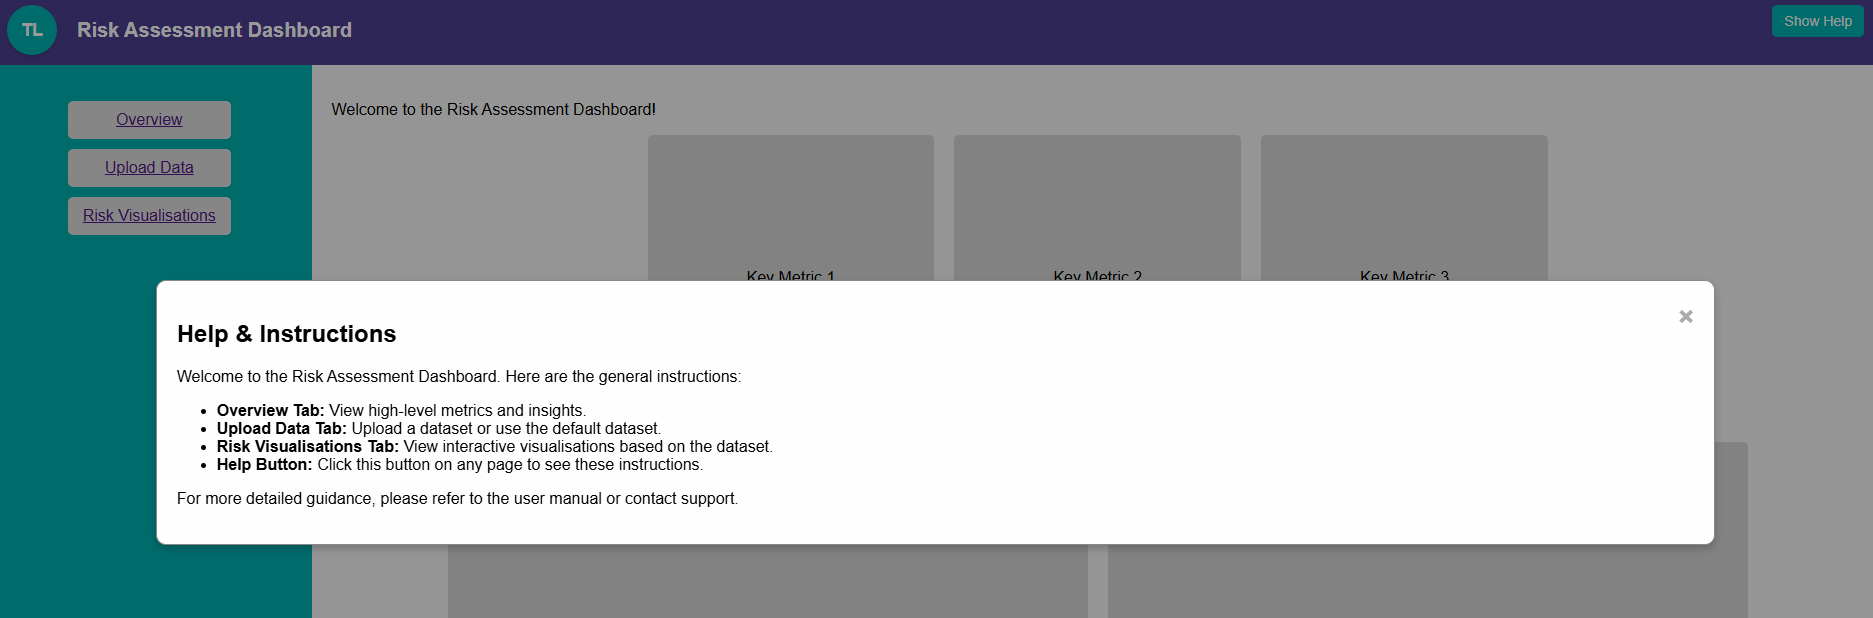 TL
Risk Assessment Dashboard
Show Help
Overview
Upload Data
Risk Visualisations
Welcome to the Risk Assessment Dashboard!
Key Metric 1
Key Metric 2
Key Metric 3
Help & Instructions
×
Welcome to the Risk Assessment Dashboard. Here are the general instructions:
• Overview Tab: View high-level metrics and insights.
• Upload Data Tab: Upload a dataset or use the default dataset.
• Risk Visualisations Tab: View interactive visualisations based on the dataset.
• Help Button: Click this button on any page to see these instructions.
For more detailed guidance, please refer to the user manual or contact support.